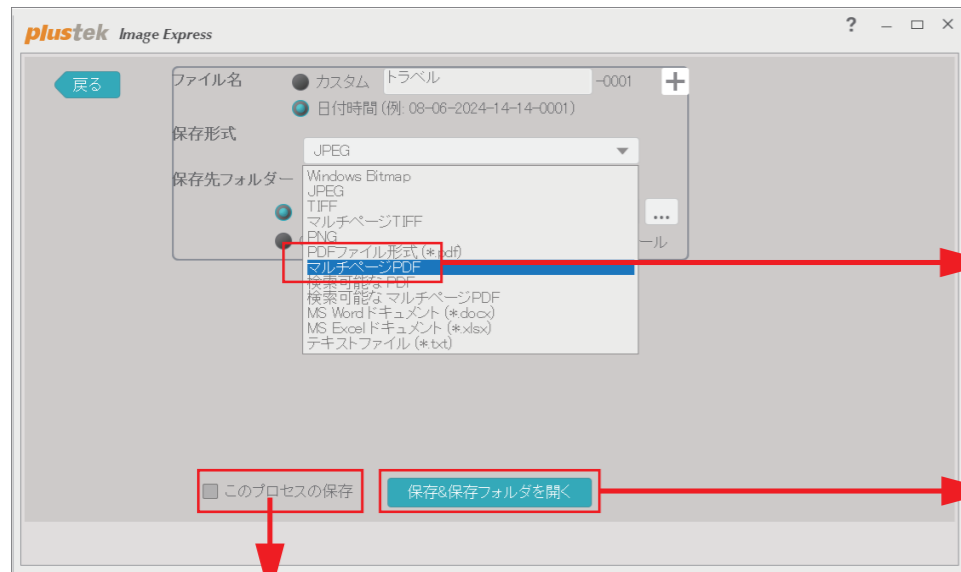 plustek Image Express
? – □ ×
戻る
ファイル名
カスタム トラベル -0001 +
日付時間 (例: 08-06-2024-14-14-0001)
保存形式
JPEG
保存先フォルダー
Windows Bitmap
JPEG
TIFF
マルチページTIFF
...
PNG
ール
PDFファイル形式 (*.pdf)
マルチページPDF
検索可能な PDF
検索可能な マルチページPDF
MS Wordドキュメント (*.docx)
MS Excelドキュメント (*.xlsx)
テキストファイル (*.txt)
このプロセスの保存
保存&保存フォルダを開く